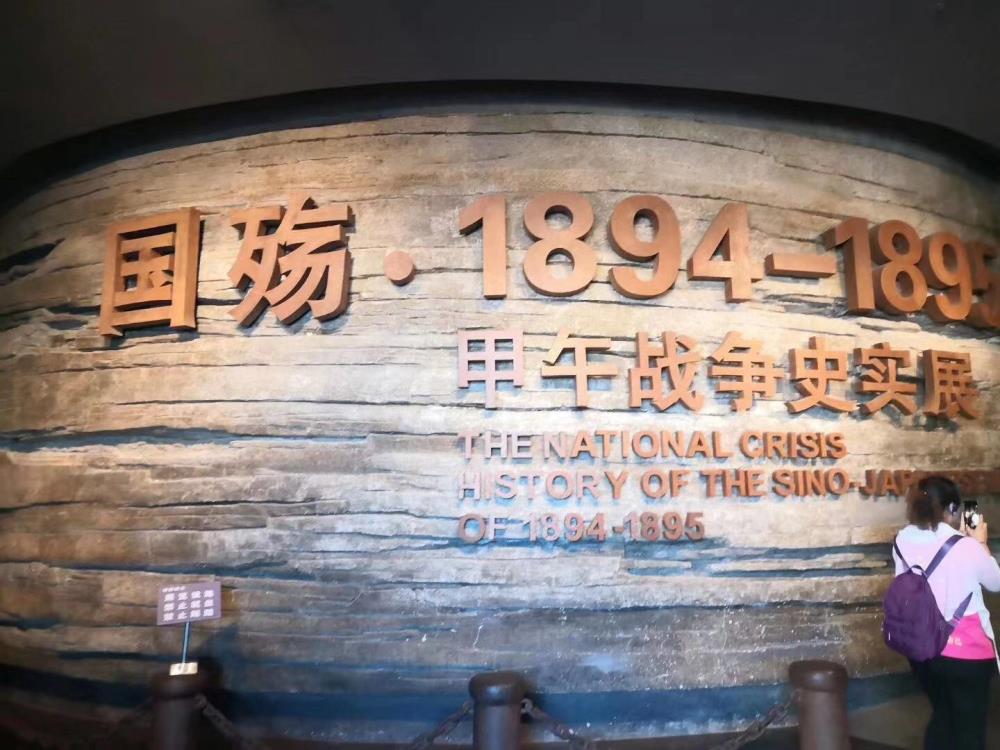 国殇·1894-1895
甲午战争史实展
THE NATIONAL CRISIS
HISTORY OF THE SINO-
OF 1894-1895